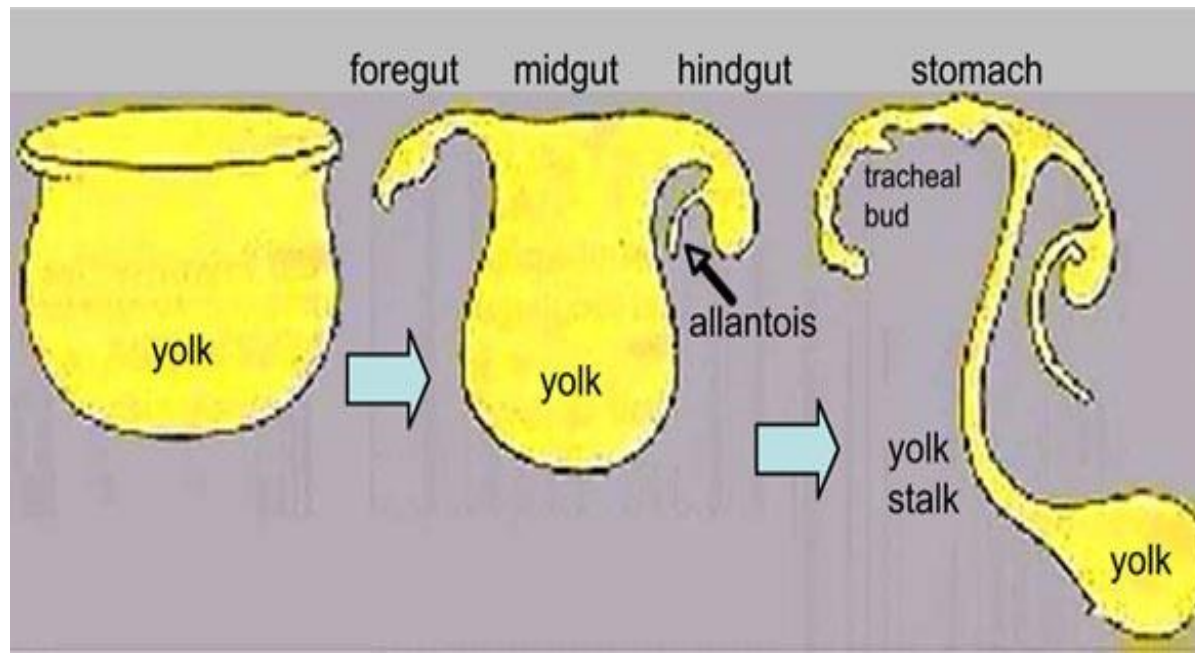 foregut midgut hindgut stomach
tracheal
bud
allantois
yolk
yolk
yolk
stalk
yolk